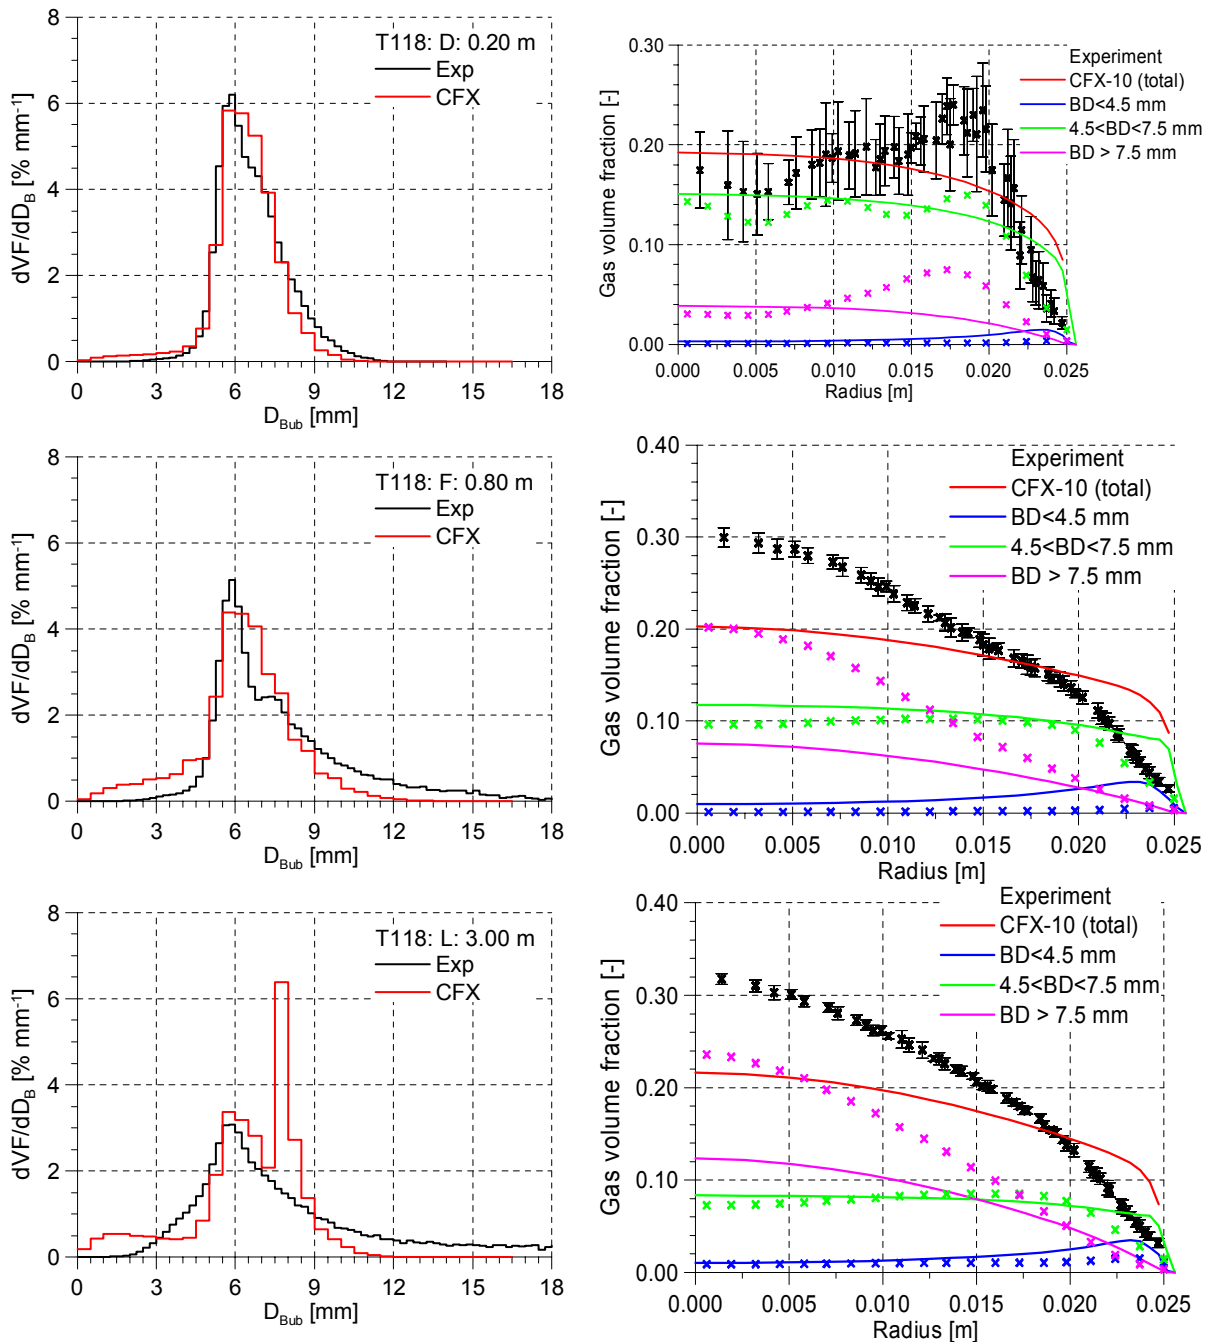 8
6
4
2
0
dVF/dD_B [% mm⁻¹]
T118: D: 0.20 m
Exp
CFX
0 3 6 9 12 15 18
D_Bub [mm]
0.30
0.20
0.10
0.00
Gas volume fraction [-]
Experiment
CFX-10 (total)
BD<4.5 mm
4.5<BD<7.5 mm
BD > 7.5 mm
0.000 0.005 0.010 0.015 0.020 0.025
Radius [m]
8
6
4
2
0
dVF/dD_B [% mm⁻¹]
T118: F: 0.80 m
Exp
CFX
0 3 6 9 12 15 18
D_Bub [mm]
0.40
0.30
0.20
0.10
0.00
Gas volume fraction [-]
Experiment
CFX-10 (total)
BD<4.5 mm
4.5<BD<7.5 mm
BD > 7.5 mm
0.000 0.005 0.010 0.015 0.020 0.025
Radius [m]
8
6
4
2
0
dVF/dD_B [% mm⁻¹]
T118: L: 3.00 m
Exp
CFX
0 3 6 9 12 15 18
D_Bub [mm]
0.40
0.30
0.20
0.10
0.00
Gas volume fraction [-]
Experiment
CFX-10 (total)
BD<4.5 mm
4.5<BD<7.5 mm
BD > 7.5 mm
0.000 0.005 0.010 0.015 0.020 0.025
Radius [m]